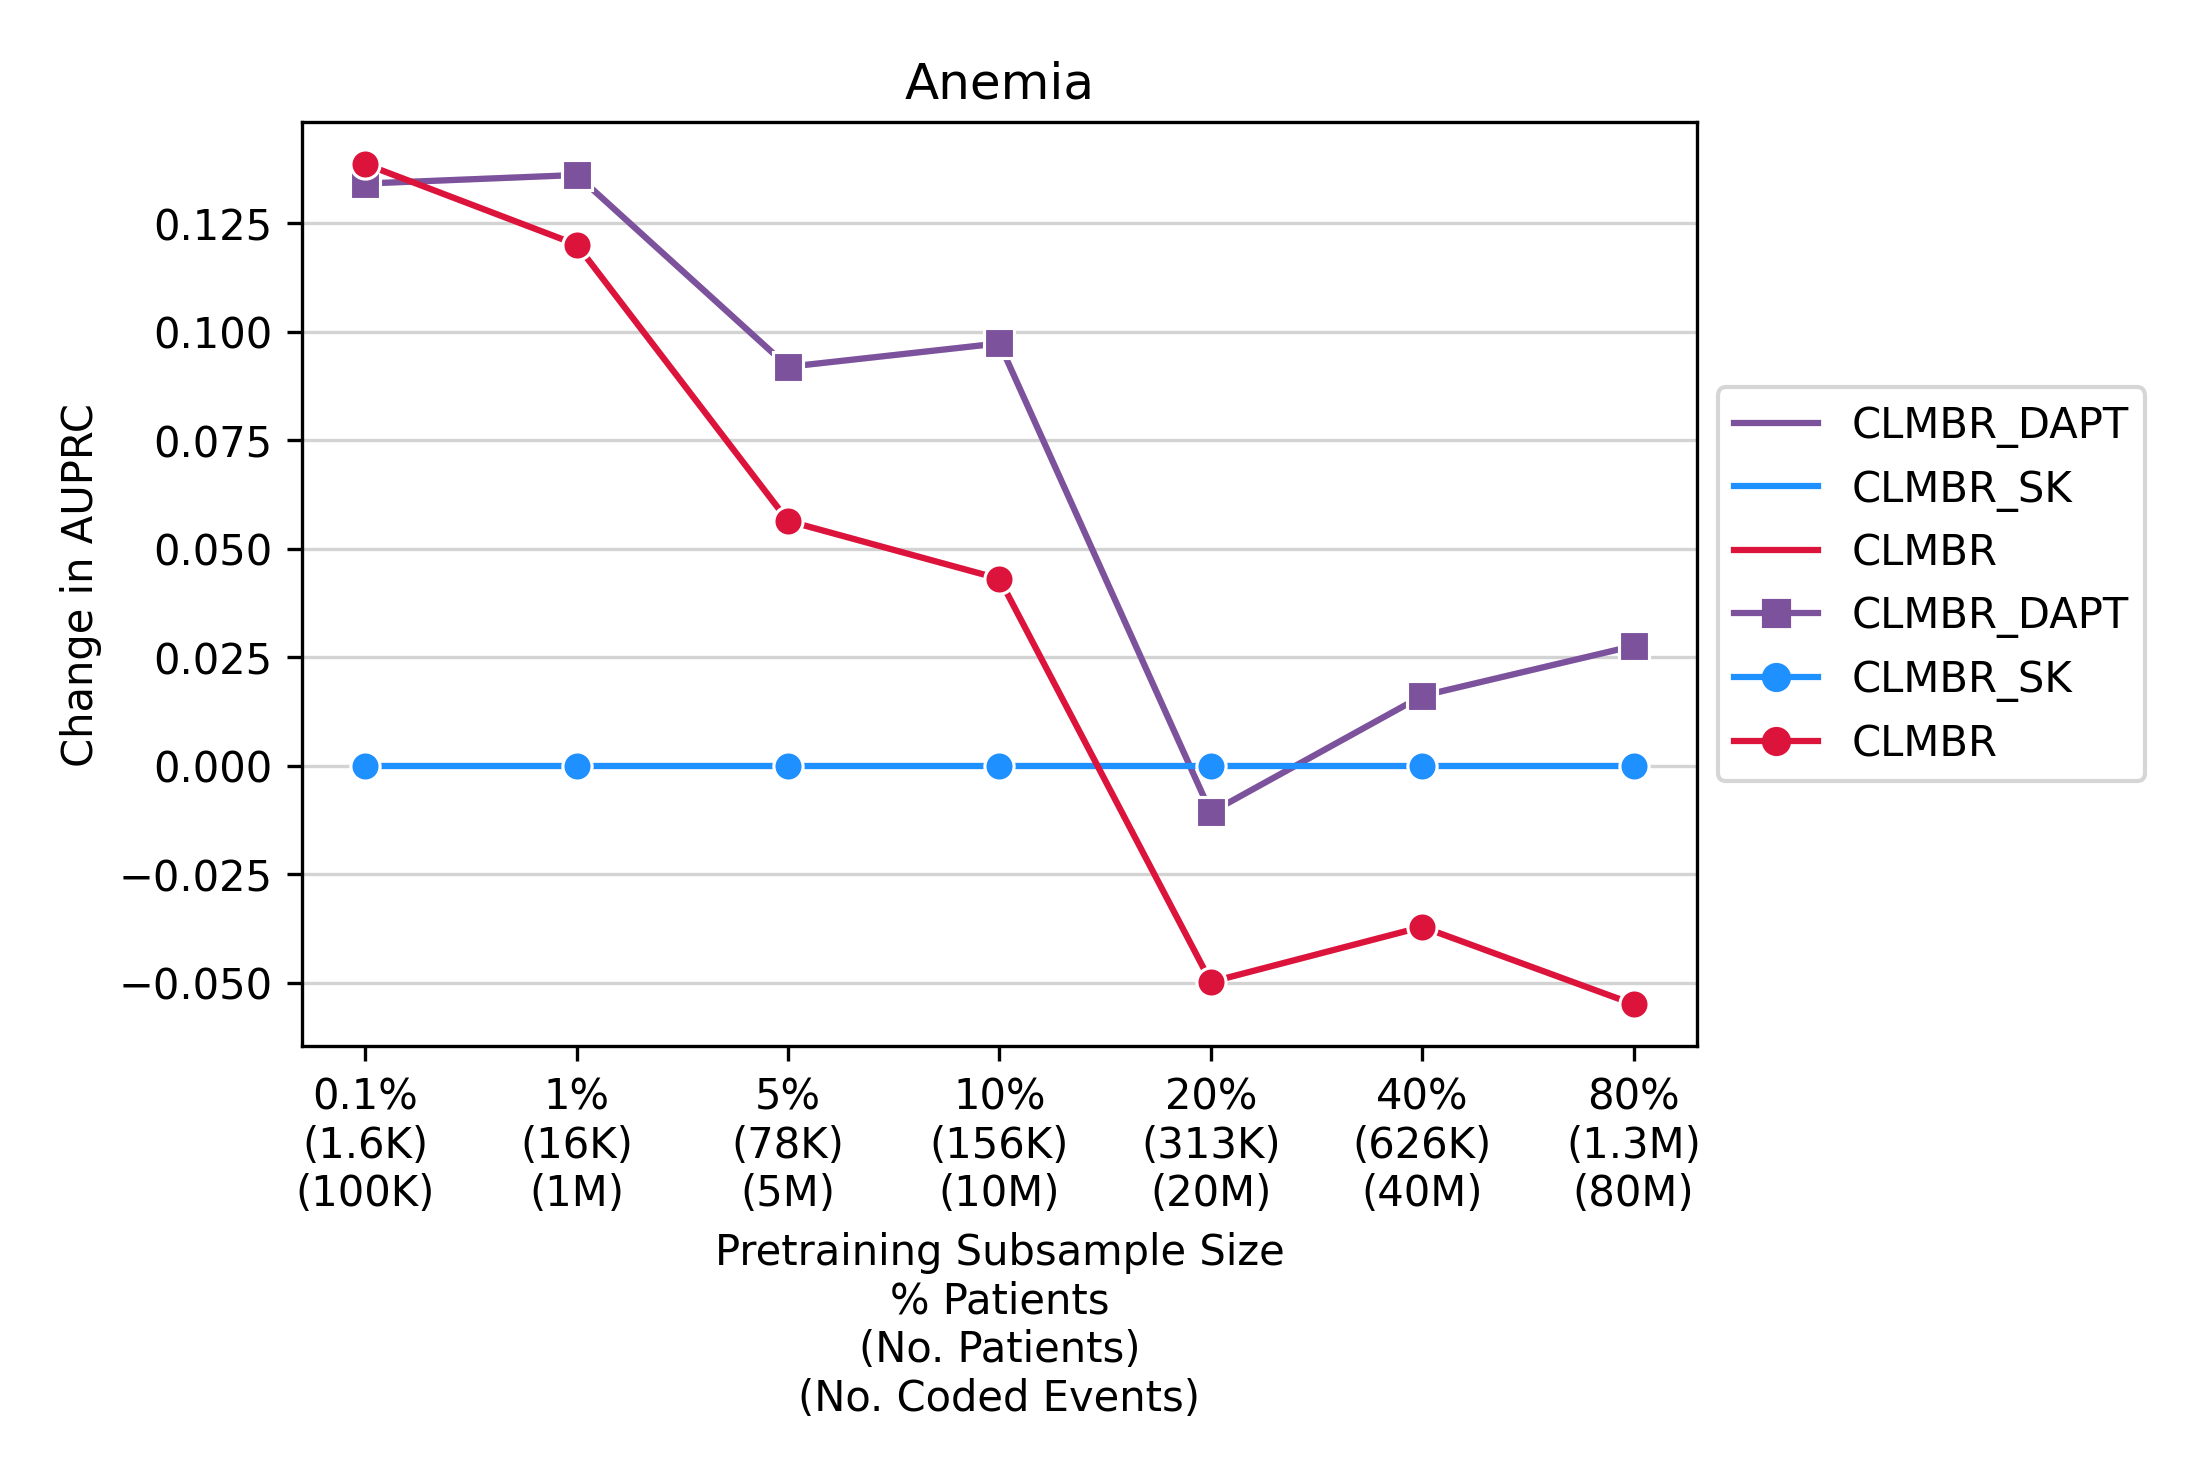 Anemia
Change in AUPRC
0.125
0.100
0.075
0.050
0.025
0.000
−0.025
−0.050
0.1% 1% 5% 10% 20% 40% 80%
(1.6K) (16K) (78K) (156K) (313K) (626K) (1.3M)
(100K) (1M) (5M) (10M) (20M) (40M) (80M)
Pretraining Subsample Size
% Patients
(No. Patients)
(No. Coded Events)
CLMBR_DAPT
CLMBR_SK
CLMBR
CLMBR_DAPT
CLMBR_SK
CLMBR